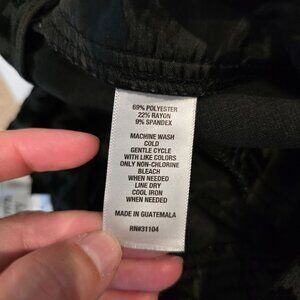 69% POLYESTER
22% RAYON
9% SPANDEX
MACHINE WASH
COLD
GENTLE CYCLE
WITH LIKE COLORS
ONLY NON-CHLORINE
BLEACH
WHEN NEEDED
LINE DRY
COOL IRON
WHEN NEEDED
MADE IN GUATEMALA
RN#31104